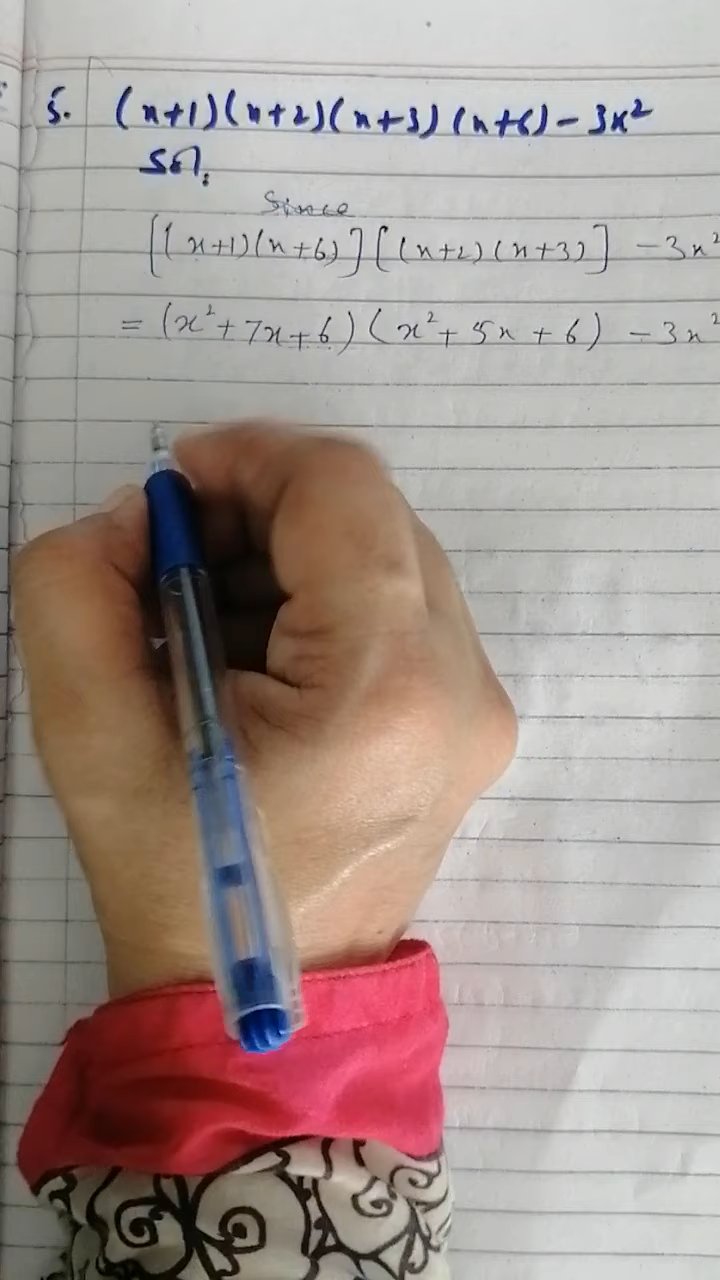 5. (x+1)(x+2)(x+3)(x+6) - 3x²
Sol:
Since
[(x+1)(x+6)][(x+2)(x+3)] - 3x²
= (x² + 7x + 6)(x² + 5x + 6) - 3x²